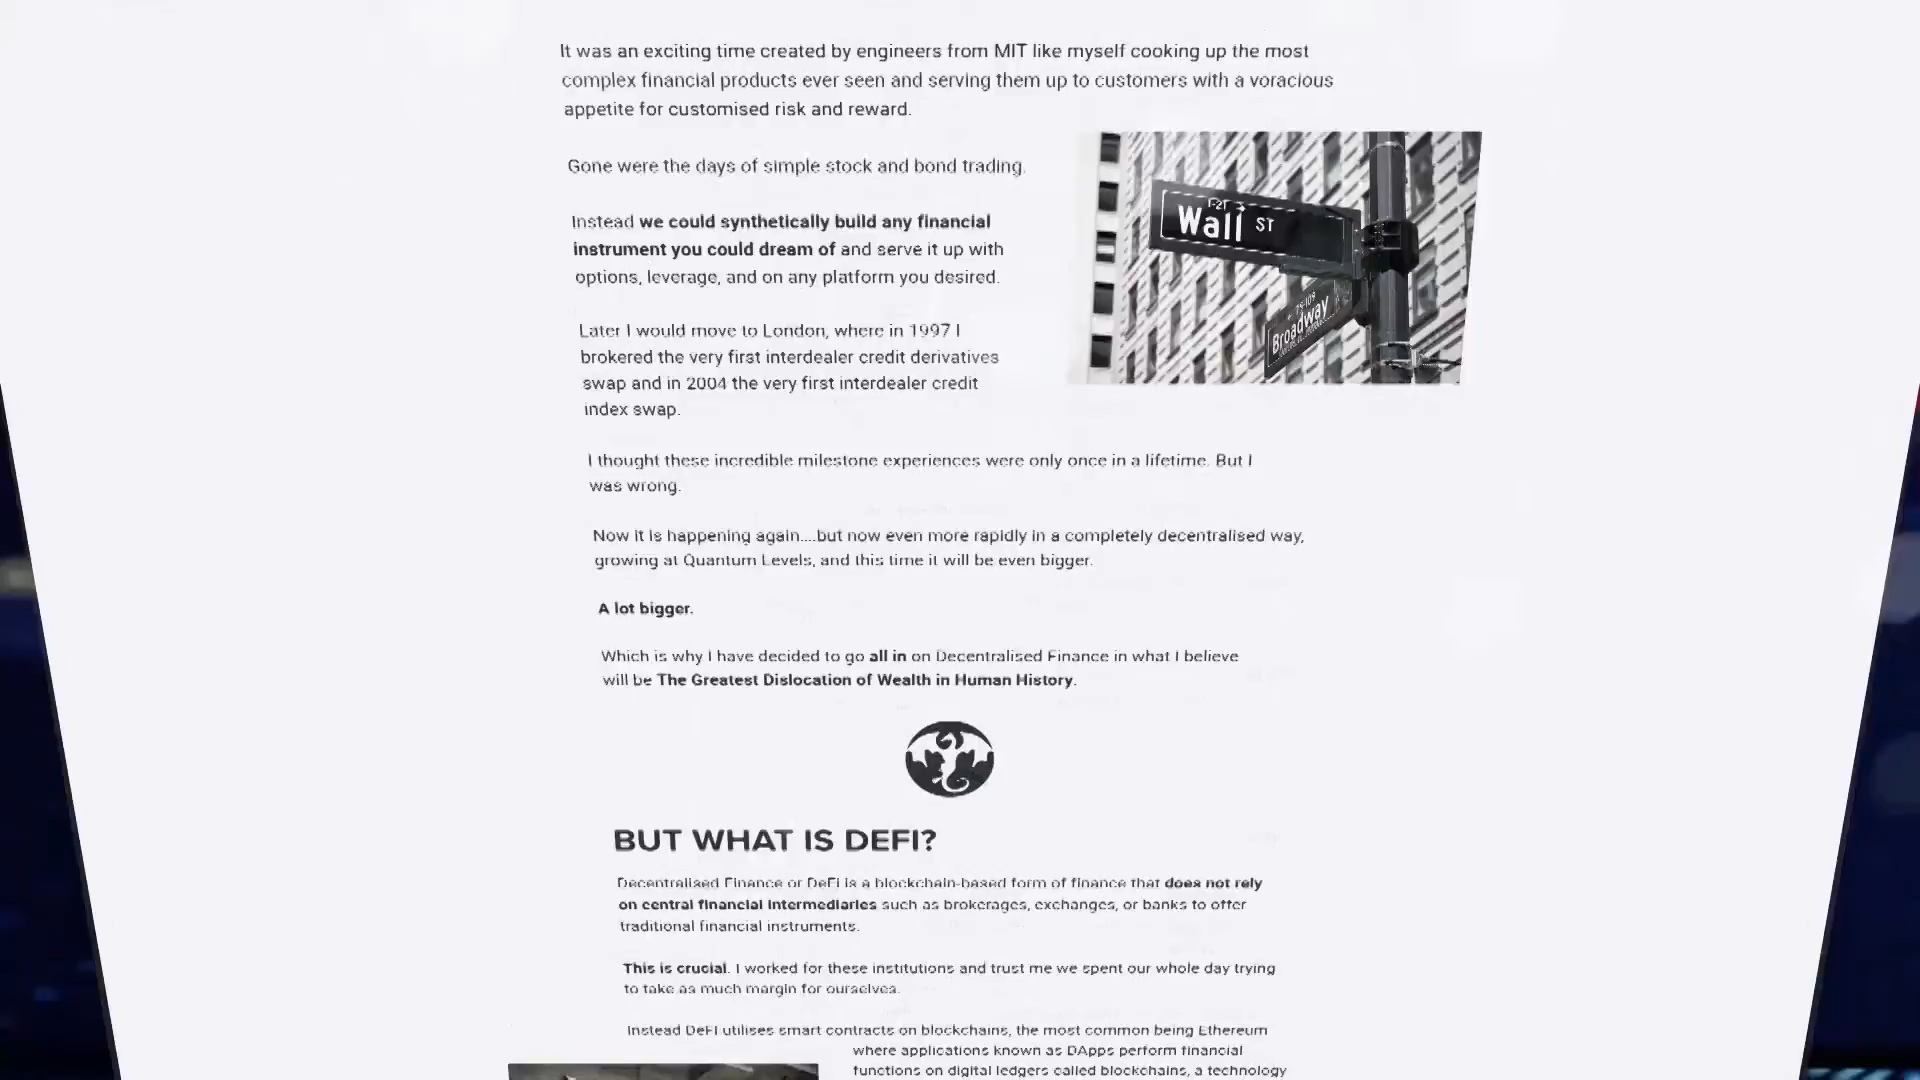 It was an exciting time created by engineers from MIT like myself cooking up the most
complex financial products ever seen and serving them up to customers with a voracious
appetite for customised risk and reward.
Gone were the days of simple stock and bond trading.
Instead we could synthetically build any financial
instrument you could dream of and serve it up with
options, leverage, and on any platform you desired.
Wall ST
Broadway
Later I would move to London, where in 1997 I
brokered the very first interdealer credit derivatives
swap and in 2004 the very first interdealer credit
index swap.
I thought these incredible milestone experiences were only once in a lifetime. But I
was wrong.
Now it is happening again....but now even more rapidly in a completely decentralised way,
growing at Quantum Levels, and this time it will be even bigger.
A lot bigger.
Which is why I have decided to go all in on Decentralised Finance in what I believe
will be The Greatest Dislocation of Wealth in Human History.
BUT WHAT IS DEFI?
Decentralised Finance or DeFi is a blockchain-based form of finance that does not rely
on central financial intermediaries such as brokerages, exchanges, or banks to offer
traditional financial instruments.
This is crucial. I worked for these institutions and trust me we spent our whole day trying
to take as much margin for ourselves.
Instead DeFI utilises smart contracts on blockchains, the most common being Ethereum
where applications known as DApps perform financial
functions on digital ledgers called blockchains, a technology